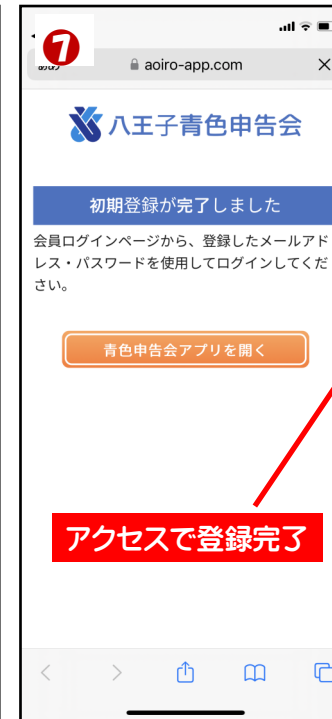 7
ああ
aoiro-app.com
八王子青色申告会
初期登録が完了しました
会員ログインページから、登録したメールアド
レス・パスワードを使用してログインしてくだ
さい。
青色申告会アプリを開く
アクセスで登録完了